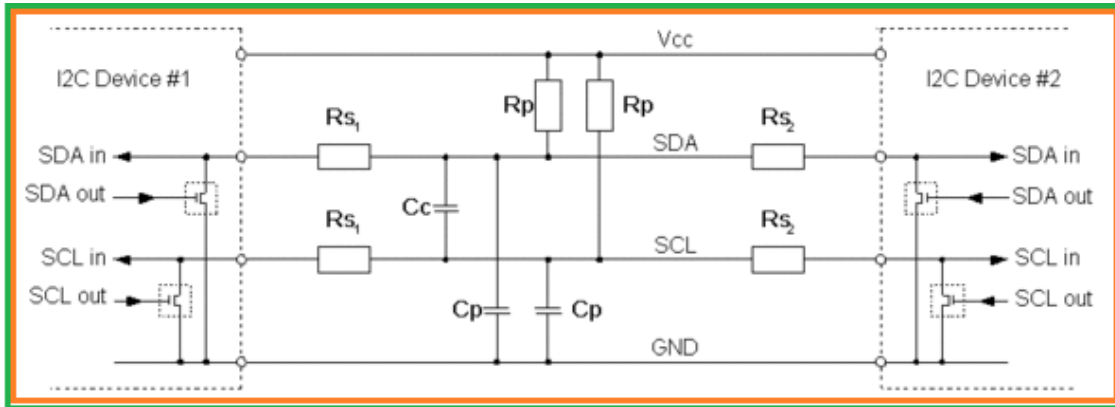 Vcc
I2C Device #1
I2C Device #2
Rp
Rp
Rs1
SDA
Rs2
SDA in
SDA in
SDA out
SDA out
Cc
Rs1
SCL
Rs2
SCL in
SCL in
SCL out
SCL out
Cp
Cp
GND